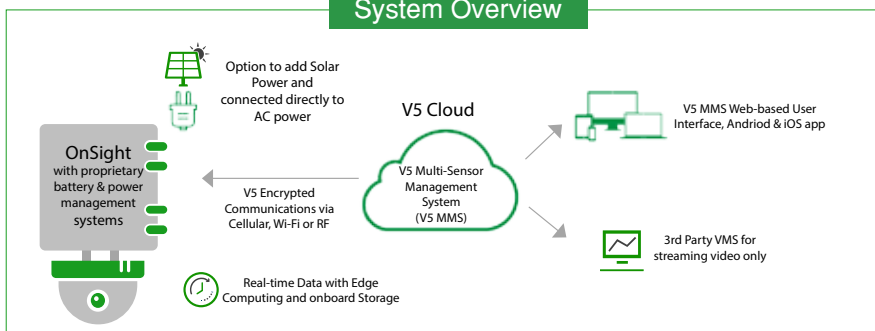 System Overview
Option to add Solar
Power and
connected directly to
AC power
OnSight
with proprietary
battery & power
management
systems
V5 Encrypted
Communications via
Cellular, Wi-Fi or RF
Real-time Data with Edge
Computing and onboard Storage
V5 Cloud
V5 Multi-Sensor
Management
System
(V5 MMS)
V5 MMS Web-based User
Interface, Andriod & iOS app
3rd Party VMS for
streaming video only